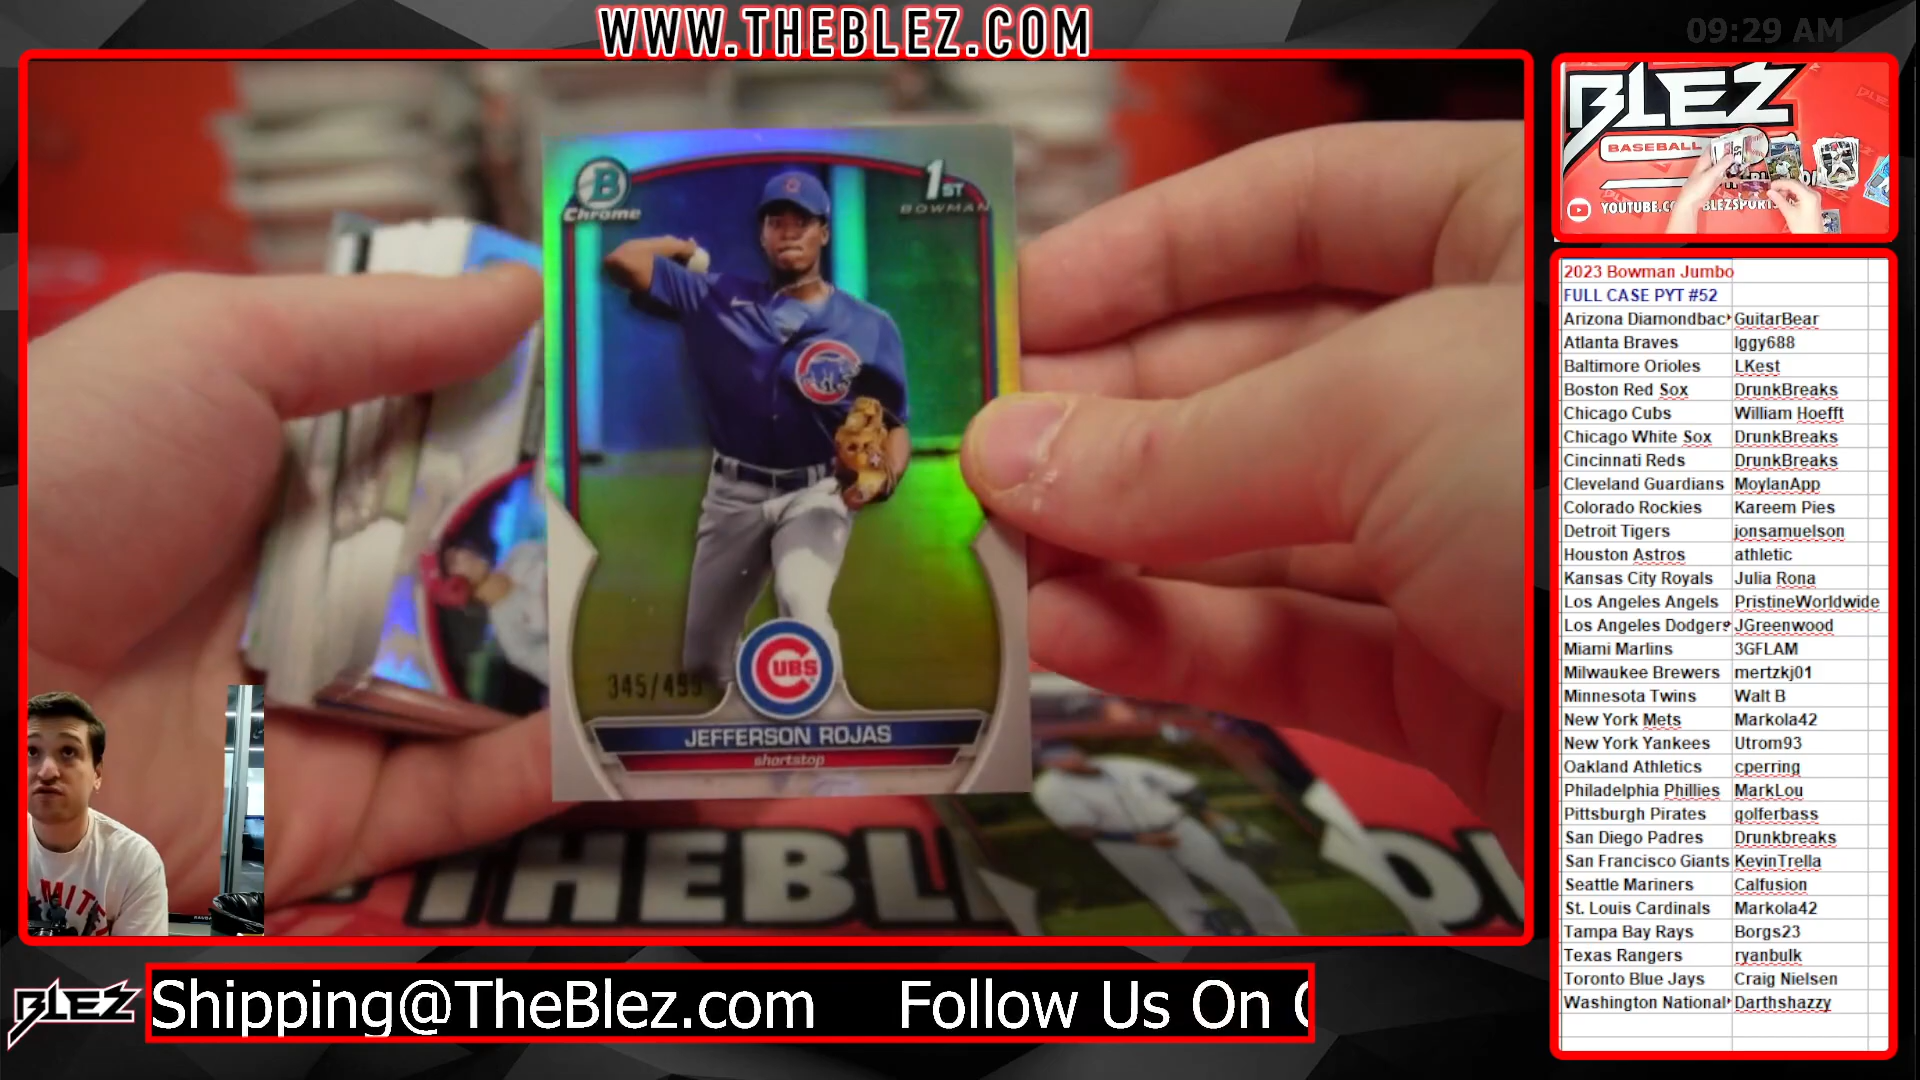 WWW.THEBLEZ.COM
09:29 AM
B
Chrome
1ST
BOWMAN
CUBS
345/499
JEFFERSON ROJAS
shortstop
THEBL
BLEZ
BASEBALL
YOUTUBE.C
2023 Bowman Jumbo
FULL CASE PYT #52
Arizona Diamondbac GuitarBear
Atlanta Braves Iggy688
Baltimore Orioles LKest
Boston Red Sox DrunkBreaks
Chicago Cubs William Hoefft
Chicago White Sox DrunkBreaks
Cincinnati Reds DrunkBreaks
Cleveland Guardians MoylanApp
Colorado Rockies Kareem Pies
Detroit Tigers jonsamuelson
Houston Astros athletic
Kansas City Royals Julia Rona
Los Angeles Angels PristineWorldwide
Los Angeles Dodgers JGreenwood
Miami Marlins 3GFLAM
Milwaukee Brewers mertzkj01
Minnesota Twins Walt B
New York Mets Markola42
New York Yankees Utrom93
Oakland Athletics cperring
Philadelphia Phillies MarkLou
Pittsburgh Pirates golferbass
San Diego Padres Drunkbreaks
San Francisco Giants KevinTrella
Seattle Mariners Calfusion
St. Louis Cardinals Markola42
Tampa Bay Rays Borgs23
Texas Rangers ryanbulk
Toronto Blue Jays Craig Nielsen
Washington National Darthshazzy
BLEZ
Shipping@TheBlez.com Follow Us On